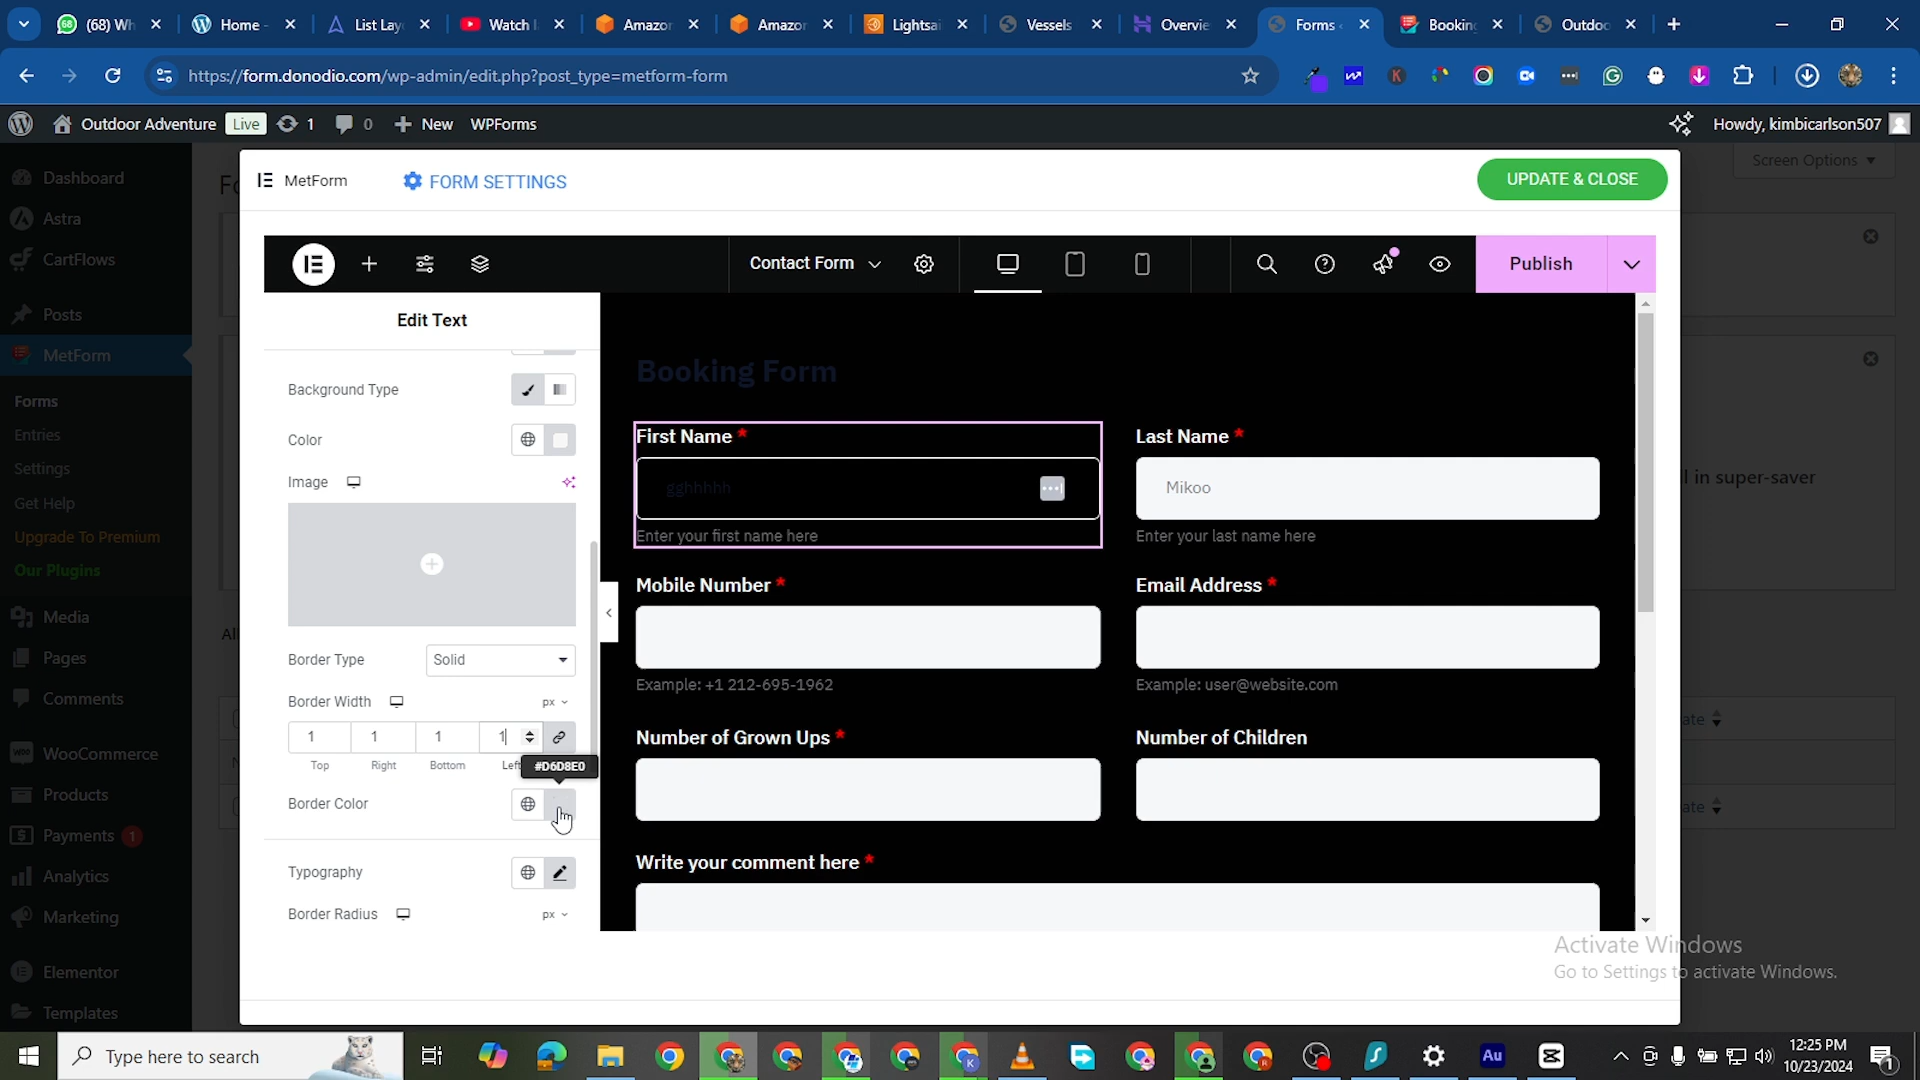 (68) Wh
Home -
List Lay
Watch
Amazor
Amazor
Lightsai
Vessels
Overvie
Forms
Booking
Outdoo
https://form.donodio.com/wp-admin/edit.php?post_type=metform-form
Outdoor Adventure Live 1 0 New WPForms Howdy, kimbicarlson507
Screen Options
Dashboard
Astra
CartFlows
Posts
MetForm
Forms
Entries
Settings
Get Help
Upgrade To Premium
Our Plugins
Media
Pages
Comments
WooCommerce
Products
Payments 1
Analytics
Marketing
Elementor
Templates
MetForm
FORM SETTINGS
UPDATE & CLOSE
Contact Form
Publish
Edit Text
Background Type
Color
Image
Border Type Solid
Border Width px
1 1 1 1
Top Right Bottom Left
#D6D8E0
Border Color
Typography
Border Radius px
Booking Form
First Name *
gghhhhh
Enter your first name here
Last Name *
Mikoo
Enter your last name here
Mobile Number *
Example: +1 212-695-1962
Email Address *
Example: user@website.com
Number of Grown Ups *
Number of Children
Write your comment here *
in super-saver
ate
ate
Activate Windows
Go to Settings to activate Windows.
Type here to search
12:25 PM
10/23/2024
1